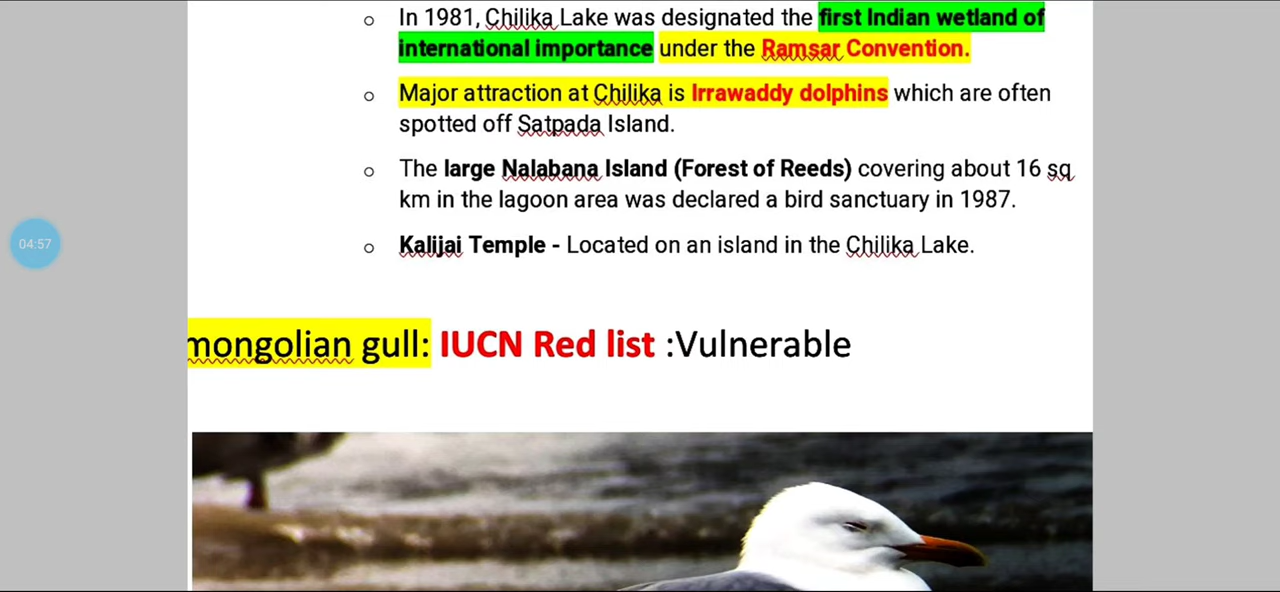 o In 1981, Chilika Lake was designated the first Indian wetland of
international importance under the Ramsar Convention.
o Major attraction at Chilika is Irrawaddy dolphins which are often
spotted off Satpada Island.
o The large Nalabana Island (Forest of Reeds) covering about 16 sq
km in the lagoon area was declared a bird sanctuary in 1987.
o Kalijai Temple - Located on an island in the Chilika Lake.
04:57
mongolian gull: IUCN Red list :Vulnerable